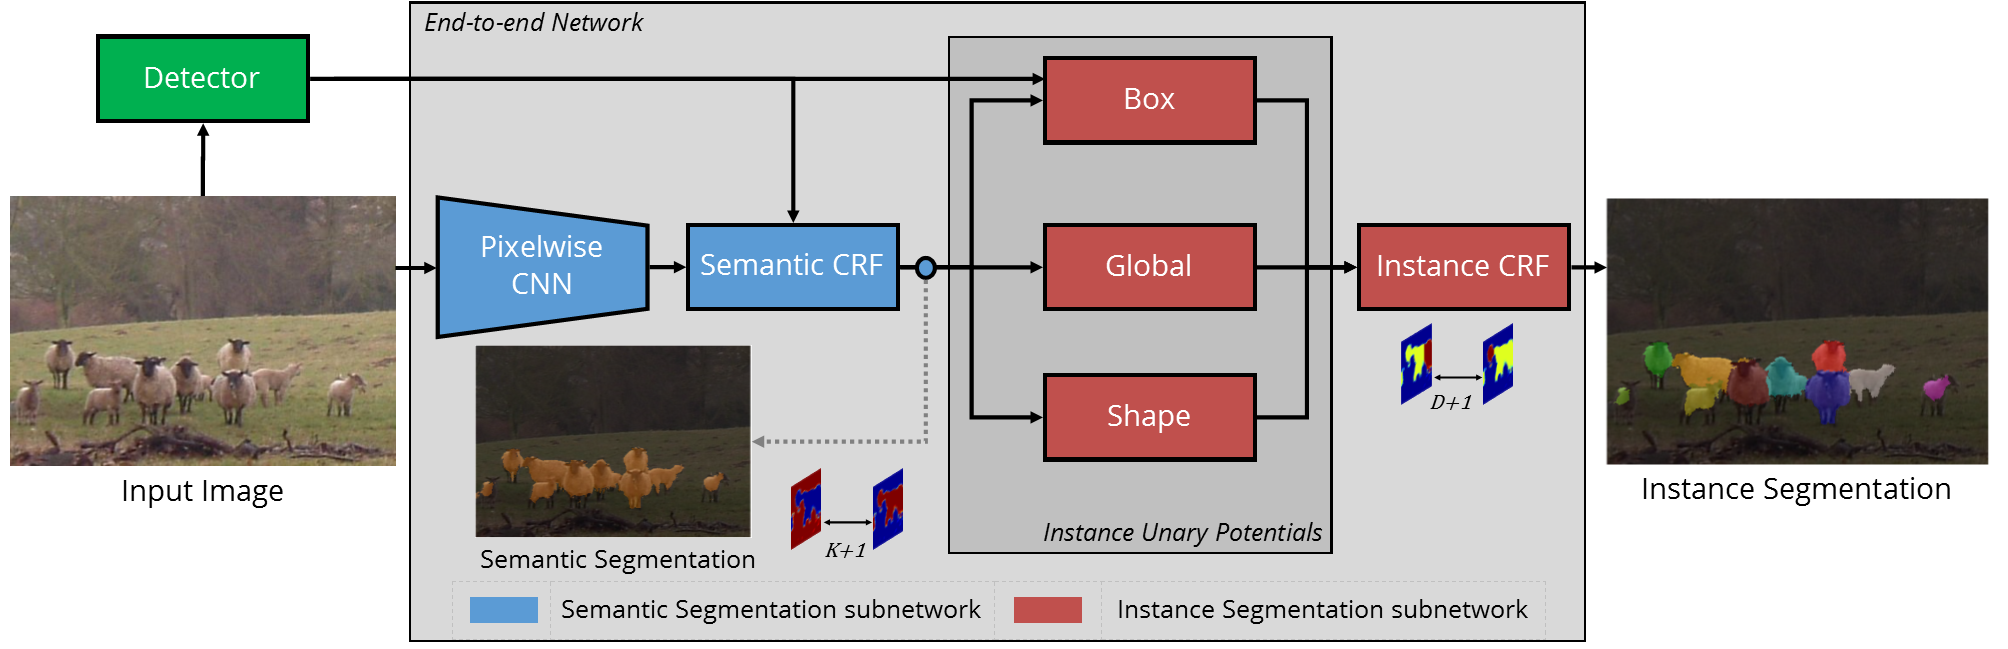 End-to-end Network
Detector
Box
Pixelwise
CNN
Semantic CRF
Global
Instance CRF
Shape
D+1
Input Image
Instance Segmentation
K+1
Instance Unary Potentials
Semantic Segmentation
Semantic Segmentation subnetwork
Instance Segmentation subnetwork